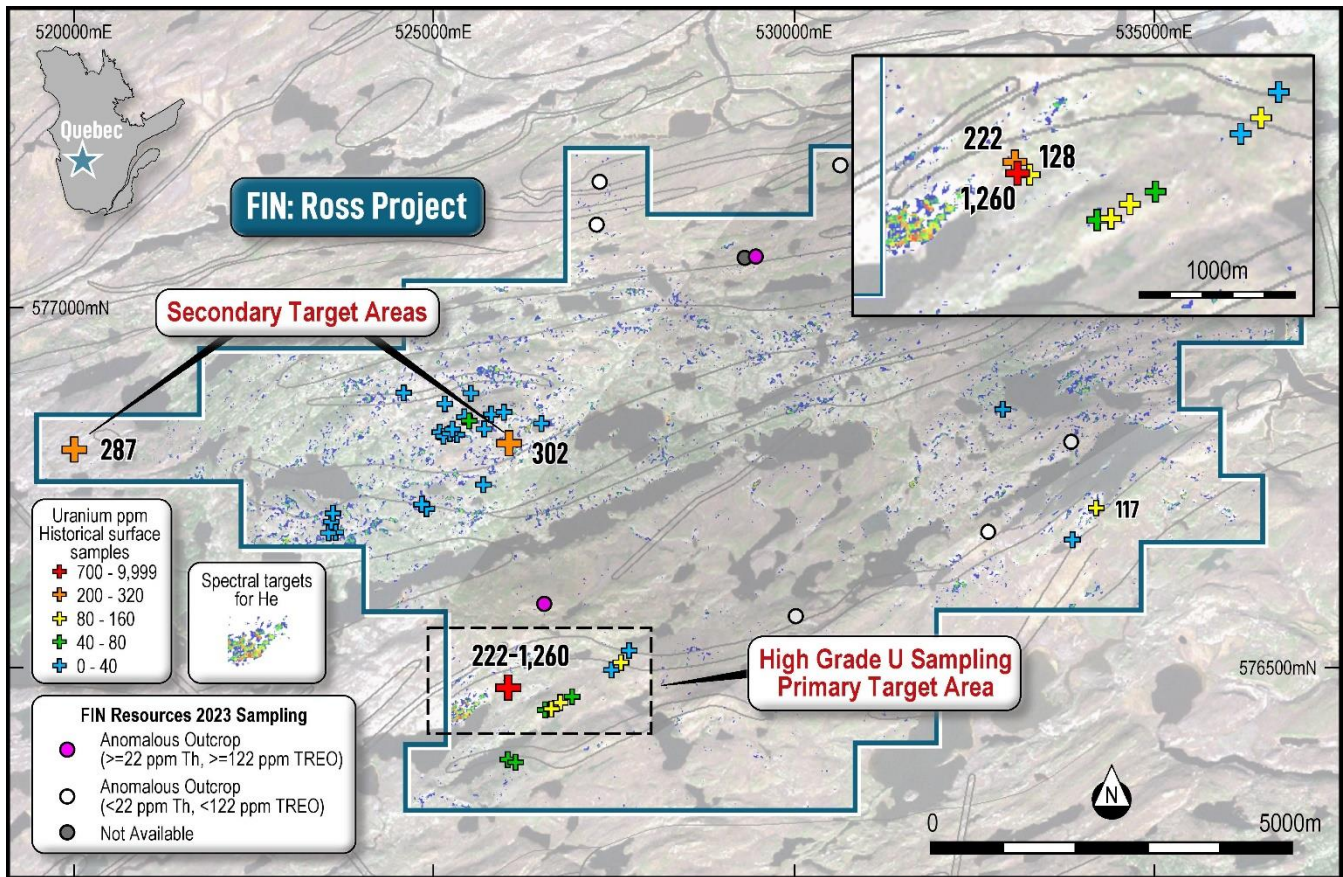 520000mE
525000mE
530000mE
535000mE
Quebec
FIN: Ross Project
222
128
1,260
1000m
577000mN
Secondary Target Areas
287
302
117
Uranium ppm
Historical surface
samples
700 - 9,999
200 - 320
80 - 160
40 - 80
0 - 40
Spectral targets
for He
222-1,260
High Grade U Sampling
Primary Target Area
576500mN
FIN Resources 2023 Sampling
Anomalous Outcrop
(>=22 ppm Th, >=122 ppm TREO)
Anomalous Outcrop
(<22 ppm Th, <122 ppm TREO)
Not Available
N
0
5000m